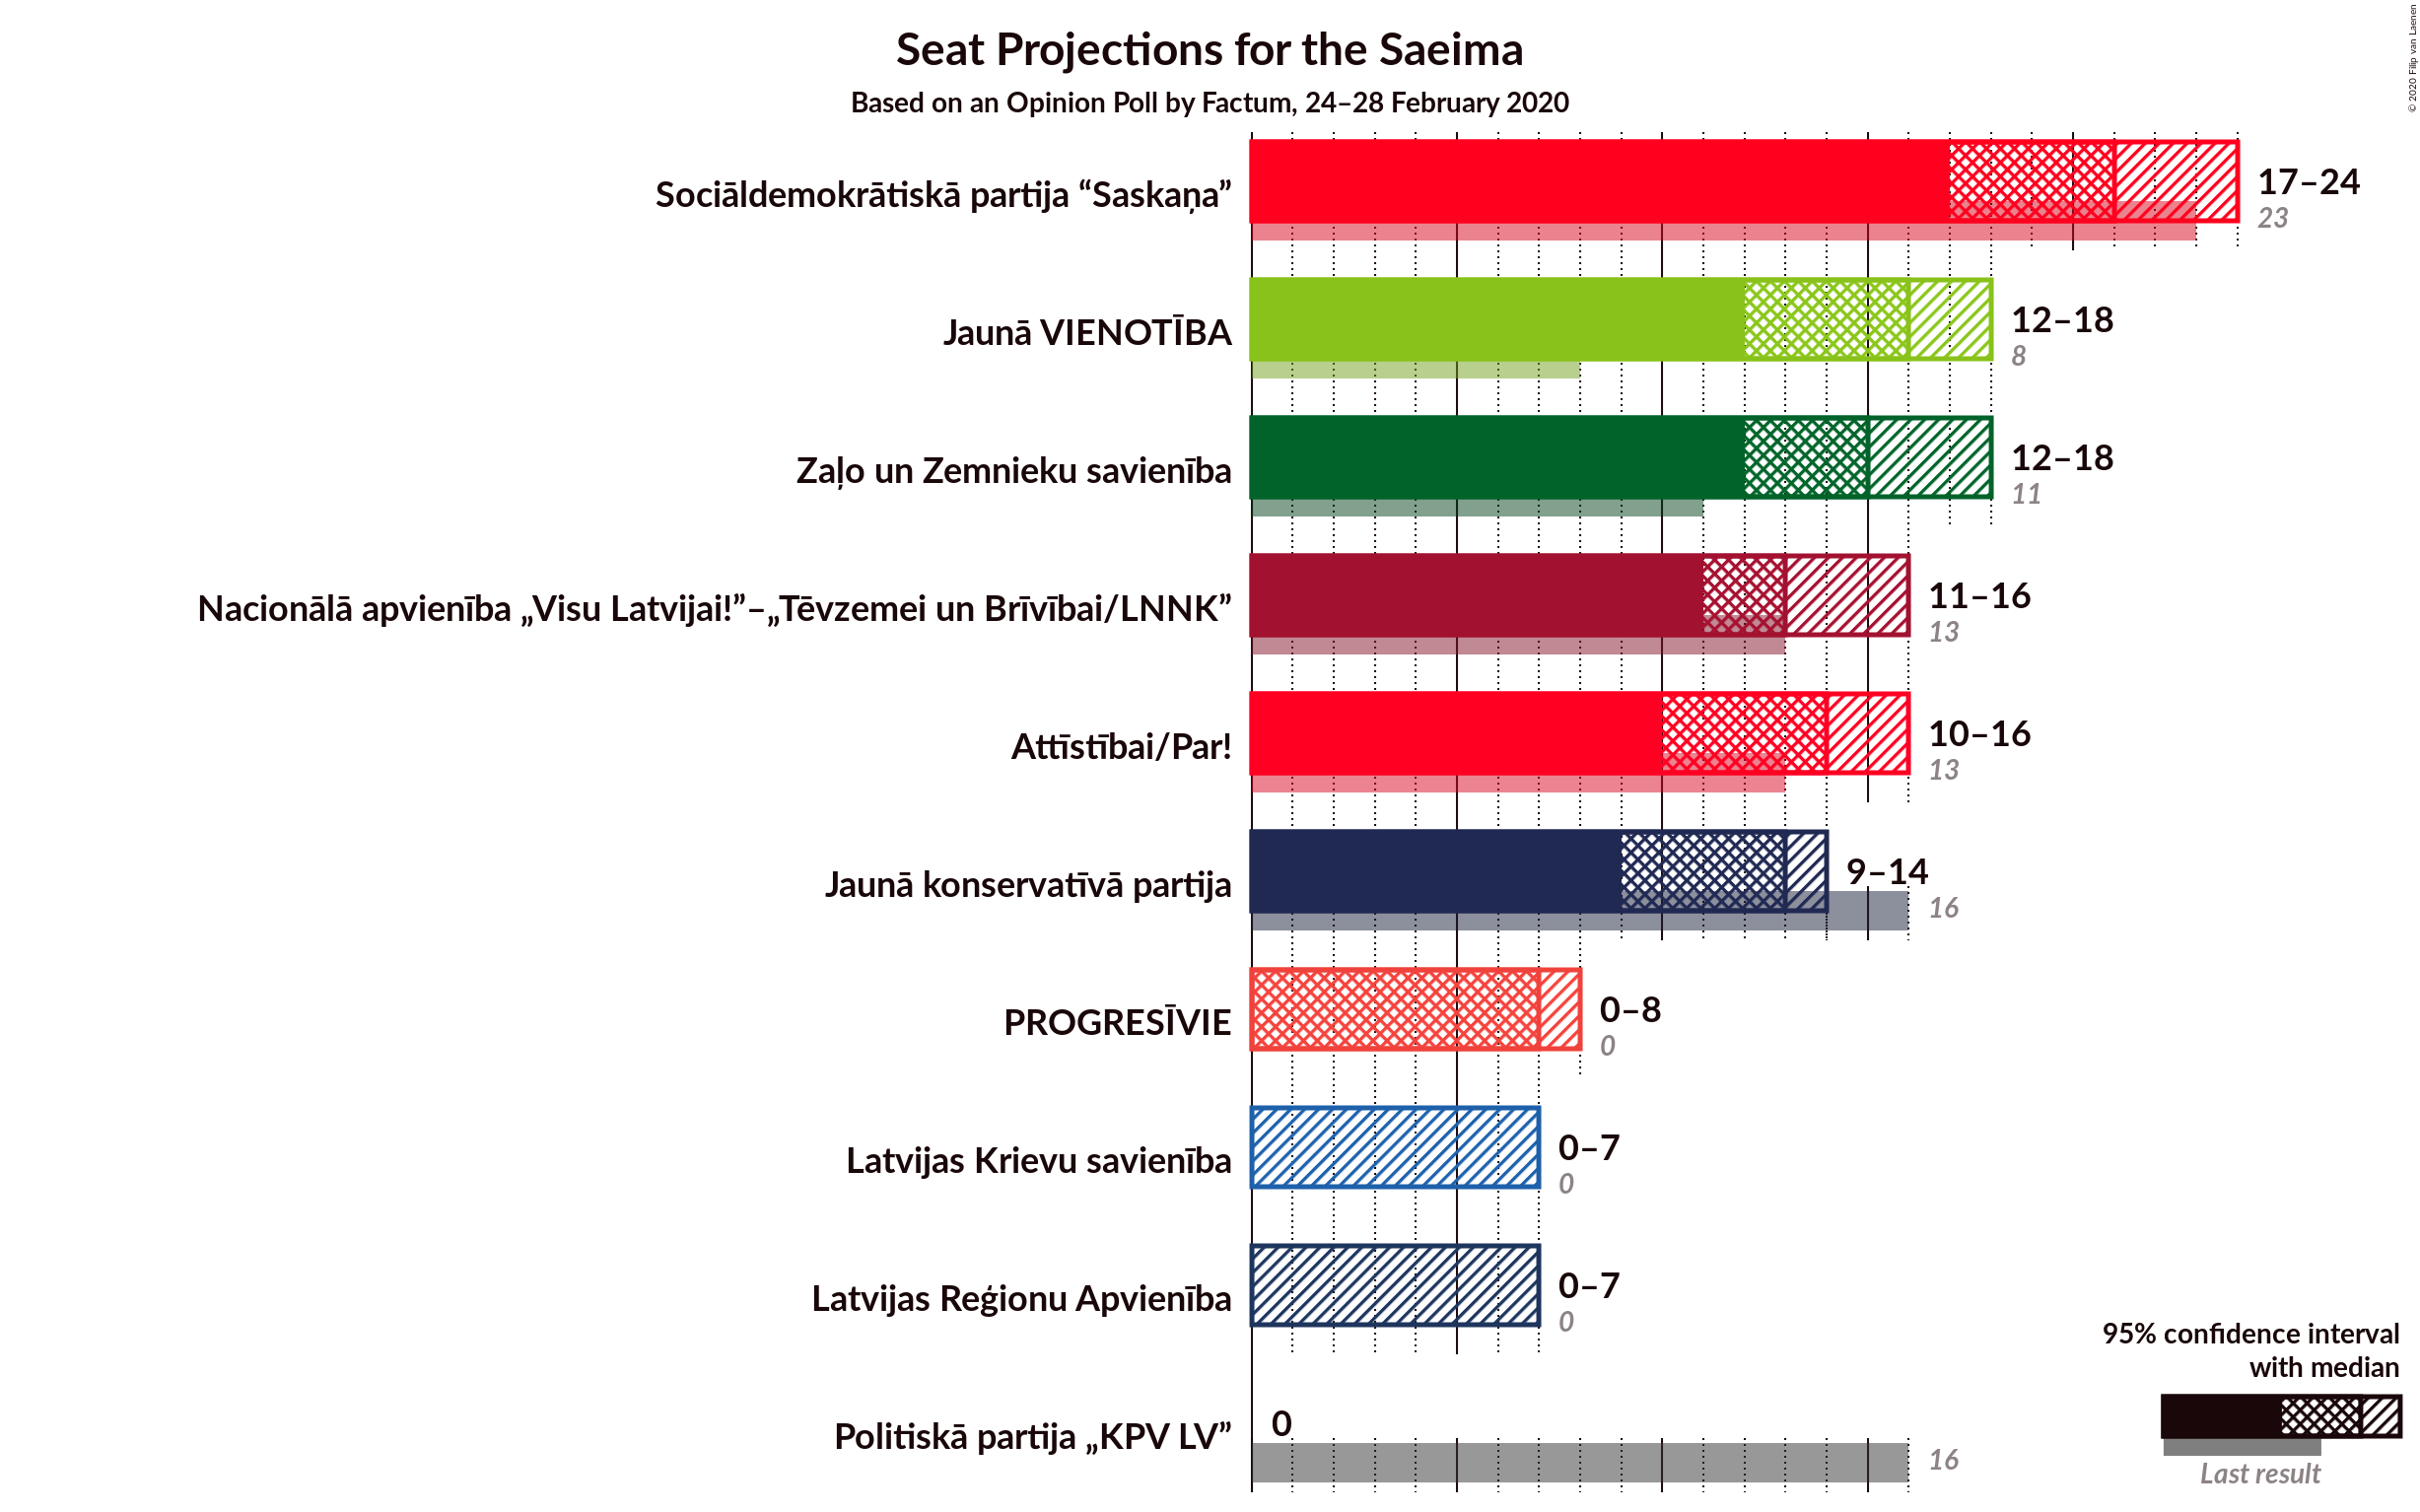 Seat Projections for the Saeima
Based on an Opinion Poll by Factum, 24–28 February 2020
© 2020 Filip van Laenen
Sociāldemokrātiskā partija “Saskaņa”
17–24
23
Jaunā VIENOTĪBA
12–18
8
Zaļo un Zemnieku savienība
12–18
11
Nacionālā apvienība „Visu Latvijai!”–„Tēvzemei un Brīvībai/LNNK”
11–16
13
Attīstībai/Par!
10–16
13
Jaunā konservatīvā partija
9–14
16
PROGRESĪVIE
0–8
0
Latvijas Krievu savienība
0–7
0
Latvijas Reģionu Apvienība
0–7
0
Politiskā partija „KPV LV”
0
16
95% confidence interval
with median
Last result